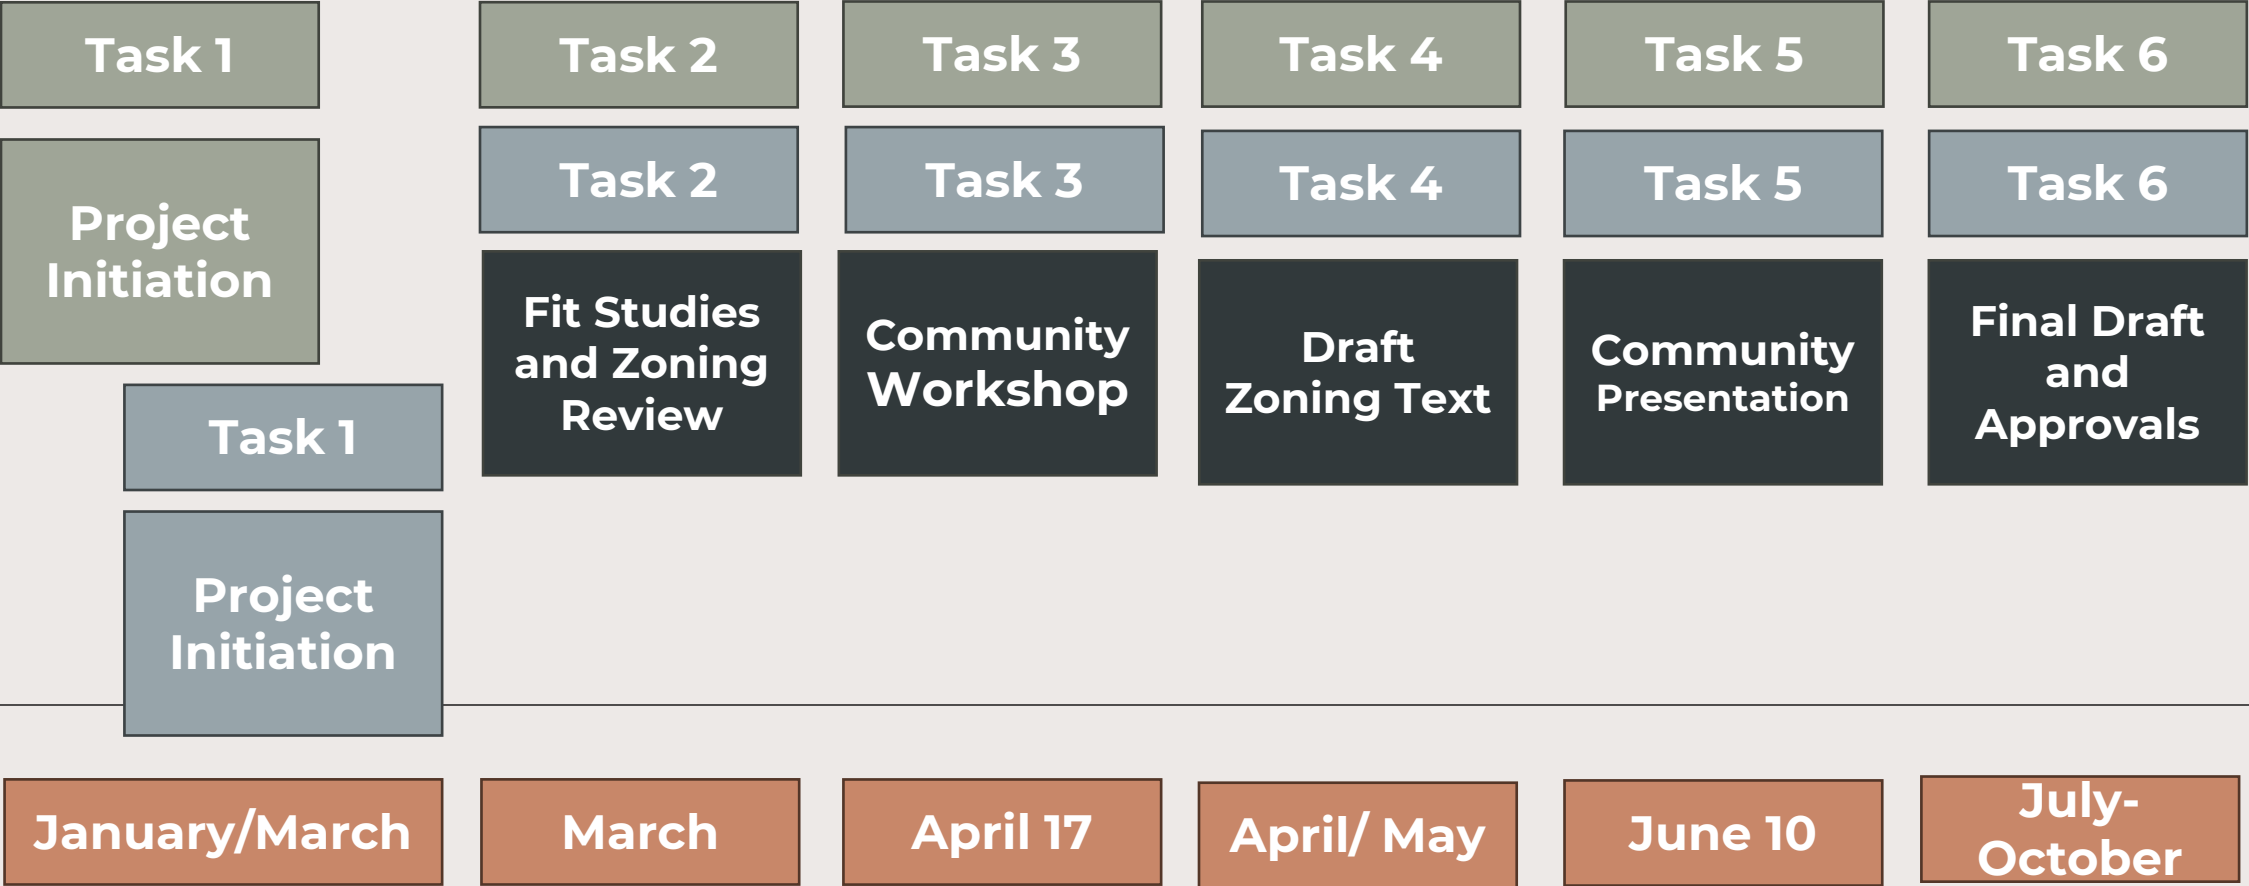 Task 1
Task 2
Task 3
Task 4
Task 5
Task 6
Task 2
Task 3
Task 4
Task 5
Task 6
Project
Initiation
Fit Studies
and Zoning
Review
Community
Workshop
Draft
Zoning Text
Community
Presentation
Final Draft
and
Approvals
Task 1
Project
Initiation
January/March
March
April 17
April/ May
June 10
July-
October